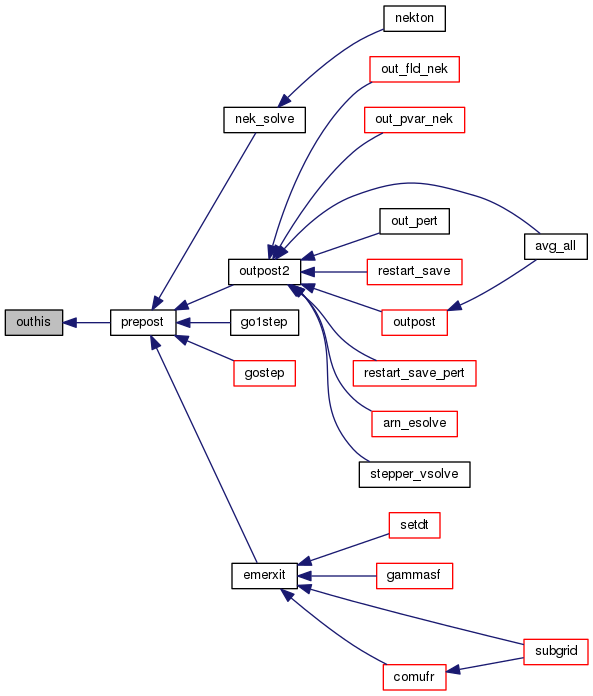 nekton
out_fld_nek
nek_solve
out_pvar_nek
out_pert
avg_all
outpost2
restart_save
outhis
prepost
go1step
outpost
gostep
restart_save_pert
arn_esolve
stepper_vsolve
setdt
emerxit
gammasf
subgrid
comufr